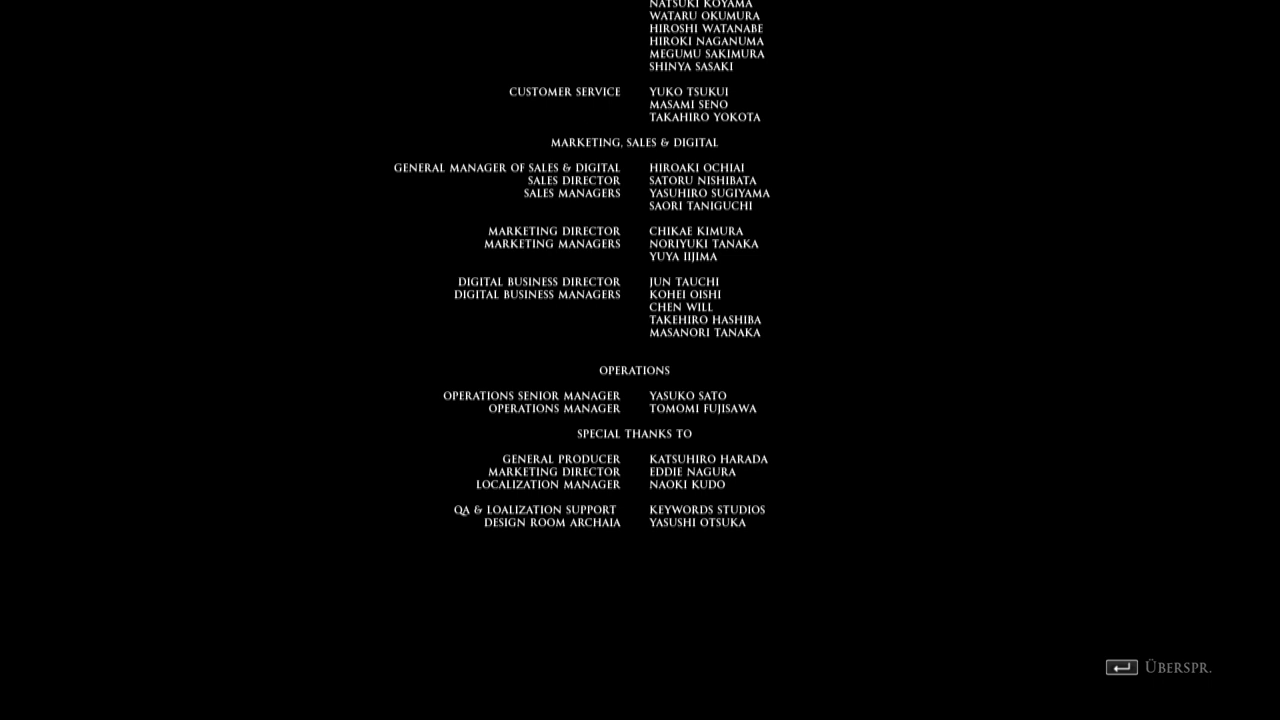 NATSUKI KOYAMA
WATARU OKUMURA
HIROSHI WATANABE
HIROKI NAGANUMA
MEGUMU SAKIMURA
SHINYA SASAKI
CUSTOMER SERVICE YUKO TSUKUI
MASAMI SENO
TAKAHIRO YOKOTA
MARKETING, SALES & DIGITAL
GENERAL MANAGER OF SALES & DIGITAL HIROAKI OCHIAI
SALES DIRECTOR SATORU NISHIBATA
SALES MANAGERS YASUHIRO SUGIYAMA
SAORI TANIGUCHI
MARKETING DIRECTOR CHIKAE KIMURA
MARKETING MANAGERS NORIYUKI TANAKA
YUYA IIJIMA
DIGITAL BUSINESS DIRECTOR JUN TAUCHI
DIGITAL BUSINESS MANAGERS KOHEI OISHI
CHEN WILL
TAKEHIRO HASHIBA
MASANORI TANAKA
OPERATIONS
OPERATIONS SENIOR MANAGER YASUKO SATO
OPERATIONS MANAGER TOMOMI FUJISAWA
SPECIAL THANKS TO
GENERAL PRODUCER KATSUHIRO HARADA
MARKETING DIRECTOR EDDIE NAGURA
LOCALIZATION MANAGER NAOKI KUDO
QA & LOALIZATION SUPPORT KEYWORDS STUDIOS
DESIGN ROOM ARCHAIA YASUSHI OTSUKA
ÜBERSPR.